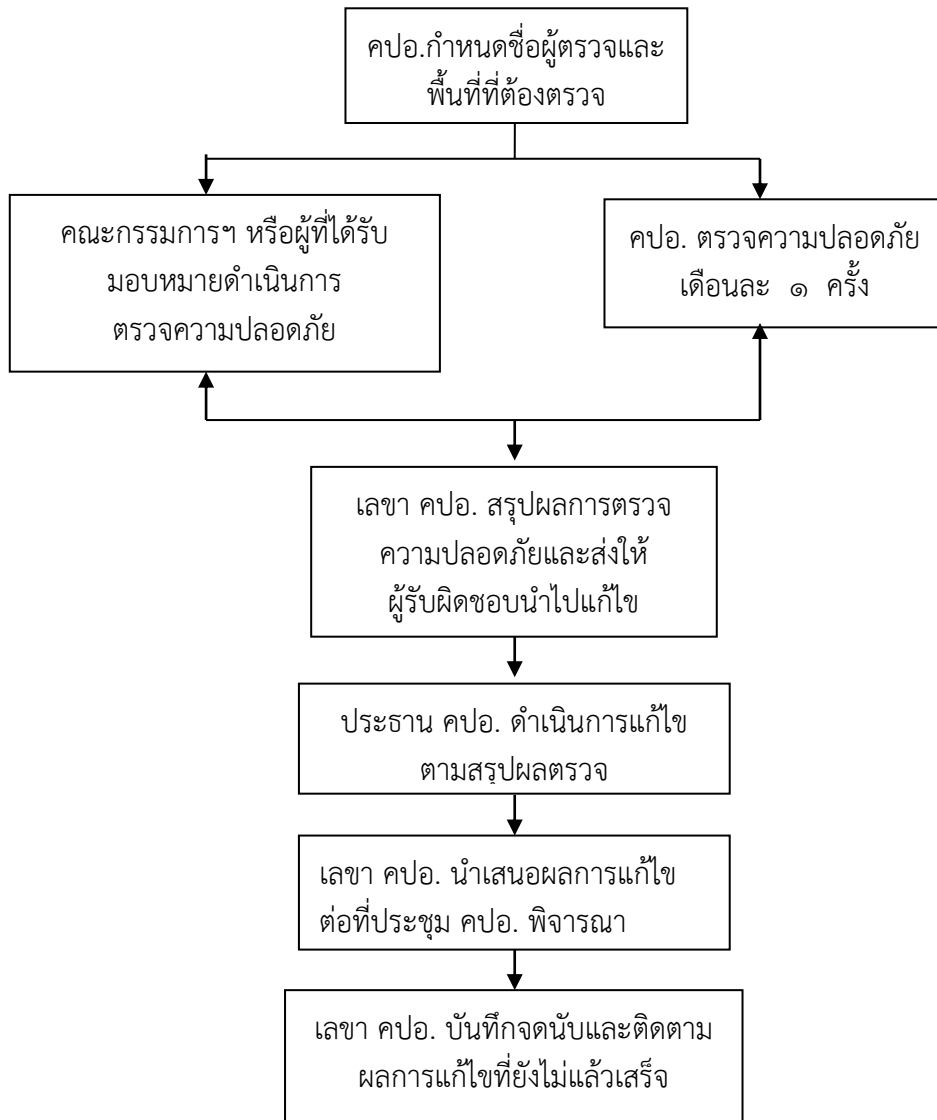 คปอ.กำหนดชื่อผู้ตรวจและ
พื้นที่ที่ต้องตรวจ
คณะกรรมการฯ หรือผู้ที่ได้รับ
มอบหมายดำเนินการ
ตรวจความปลอดภัย
คปอ. ตรวจความปลอดภัย
เดือนละ ๑ ครั้ง
เลขา คปอ. สรุปผลการตรวจ
ความปลอดภัยและส่งให้
ผู้รับผิดชอบนำไปแก้ไข
ประธาน คปอ. ดำเนินการแก้ไข
ตามสรุปผลตรวจ
เลขา คปอ. นำเสนอผลการแก้ไข
ต่อที่ประชุม คปอ. พิจารณา
เลขา คปอ. บันทึกจดนับและติดตาม
ผลการแก้ไขที่ยังไม่แล้วเสร็จ